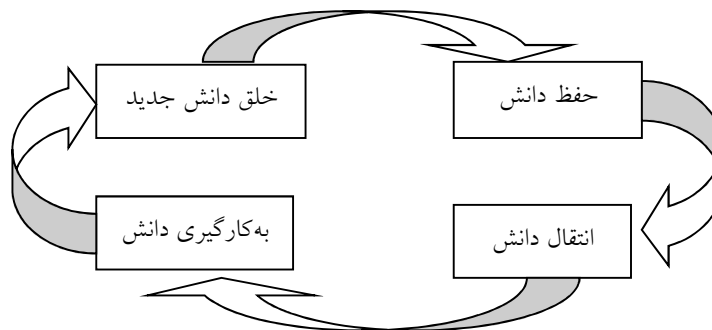 خلق دانش جدید
حفظ دانش
انتقال دانش
به‌کارگیری دانش